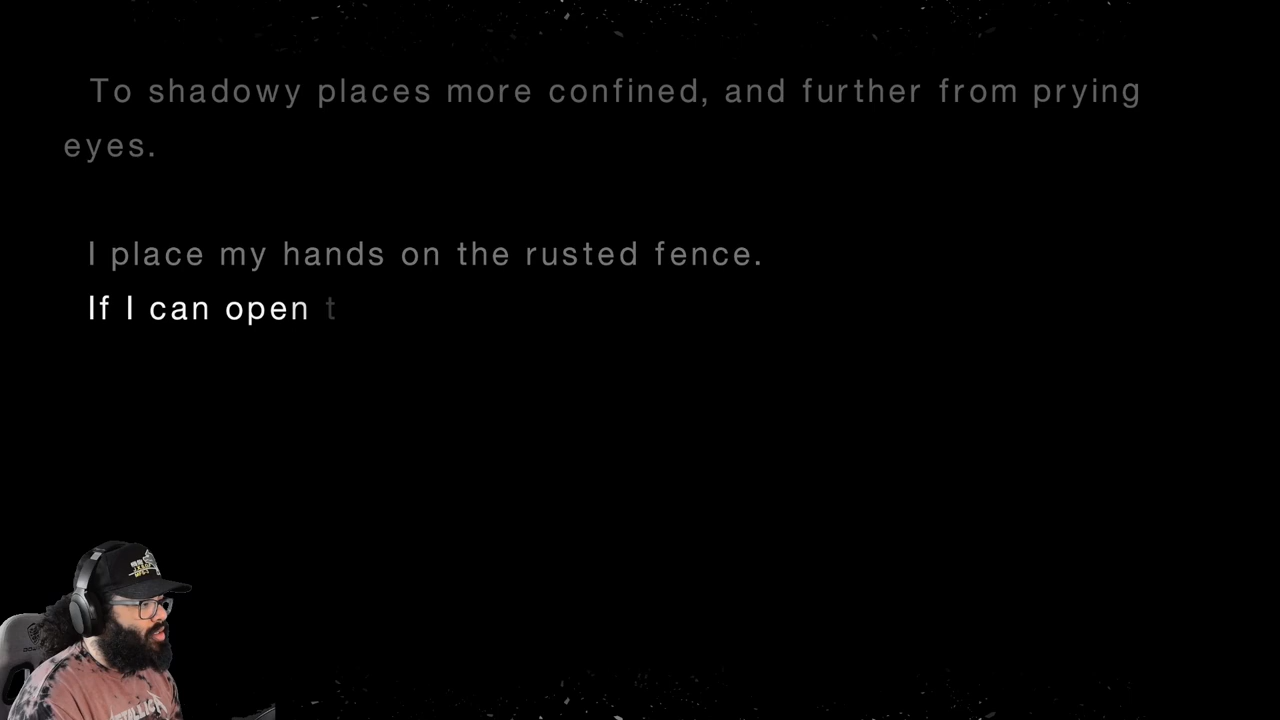 To shadowy places more confined, and further from prying
eyes.
I place my hands on the rusted fence.
If I can open t
METALLICA